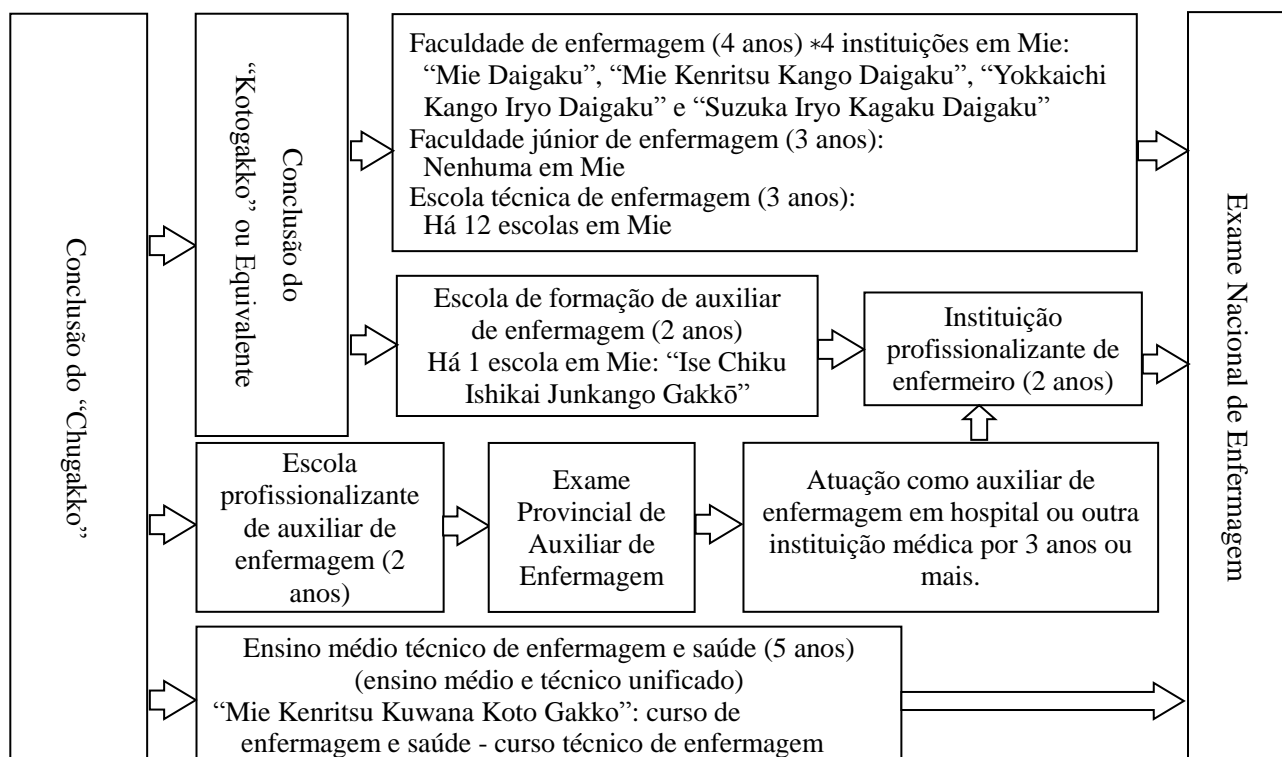 Conclusão do “Chugakko”
Conclusão do
“Kotogakko” ou Equivalente
Faculdade de enfermagem (4 anos) *4 instituições em Mie:
“Mie Daigaku”, “Mie Kenritsu Kango Daigaku”, “Yokkaichi
Kango Iryo Daigaku” e “Suzuka Iryo Kagaku Daigaku”
Faculdade júnior de enfermagem (3 anos):
Nenhuma em Mie
Escola técnica de enfermagem (3 anos):
Há 12 escolas em Mie
Escola de formação de auxiliar
de enfermagem (2 anos)
Há 1 escola em Mie: “Ise Chiku
Ishikai Junkango Gakkō”
Instituição
profissionalizante de
enfermeiro (2 anos)
Escola
profissionalizante
de auxiliar de
enfermagem (2
anos)
Exame
Provincial de
Auxiliar de
Enfermagem
Atuação como auxiliar de
enfermagem em hospital ou outra
instituição médica por 3 anos ou
mais.
Ensino médio técnico de enfermagem e saúde (5 anos)
(ensino médio e técnico unificado)
“Mie Kenritsu Kuwana Koto Gakko”: curso de
enfermagem e saúde - curso técnico de enfermagem
Exame Nacional de Enfermagem